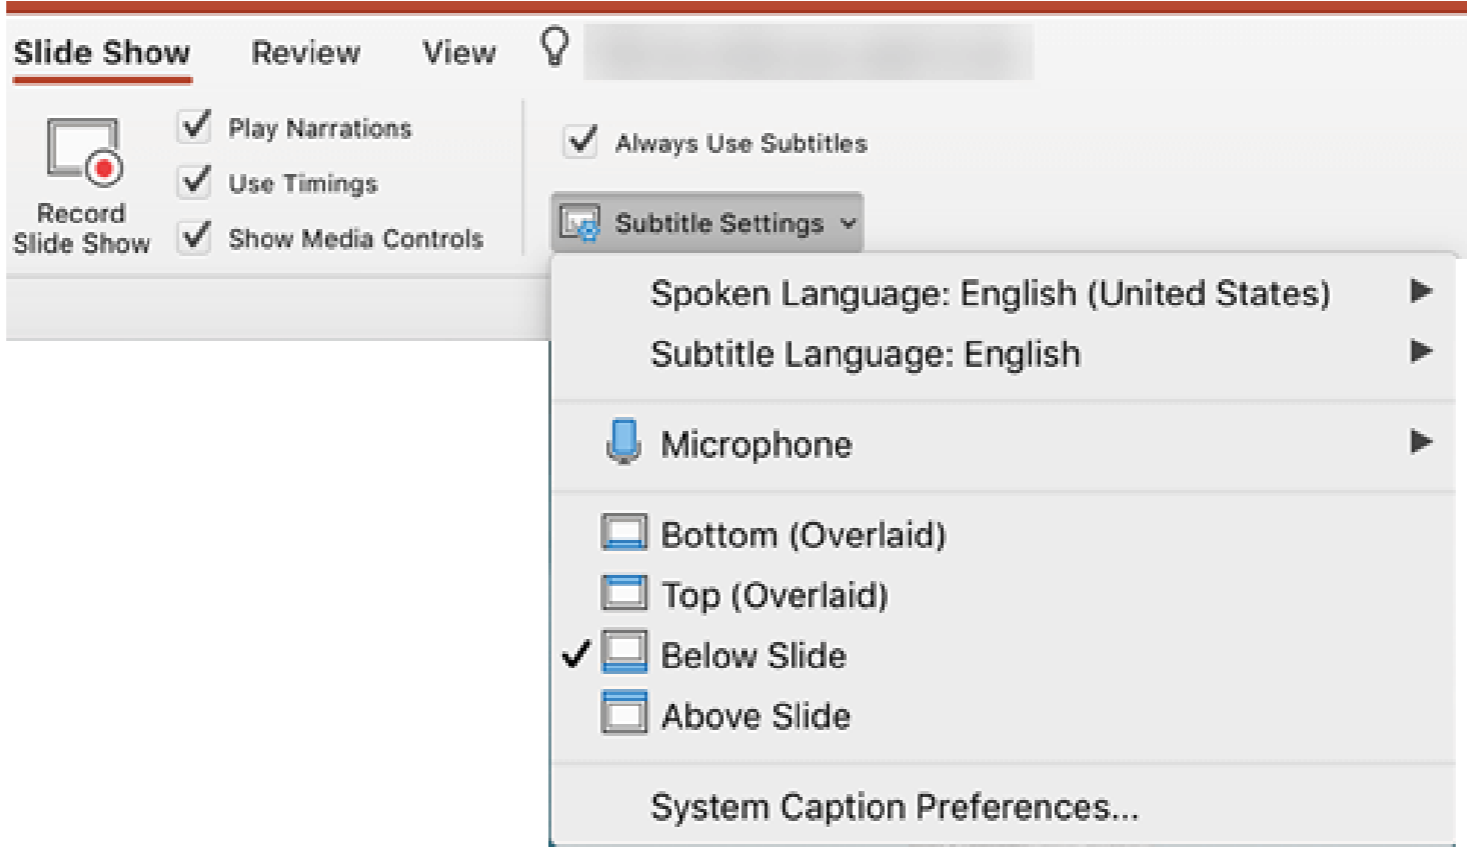 Slide Show Review View
Play Narrations
Use Timings
Show Media Controls
Record
Slide Show
Always Use Subtitles
Subtitle Settings
Spoken Language: English (United States)
Subtitle Language: English
Microphone
Bottom (Overlaid)
Top (Overlaid)
Below Slide
Above Slide
System Caption Preferences...